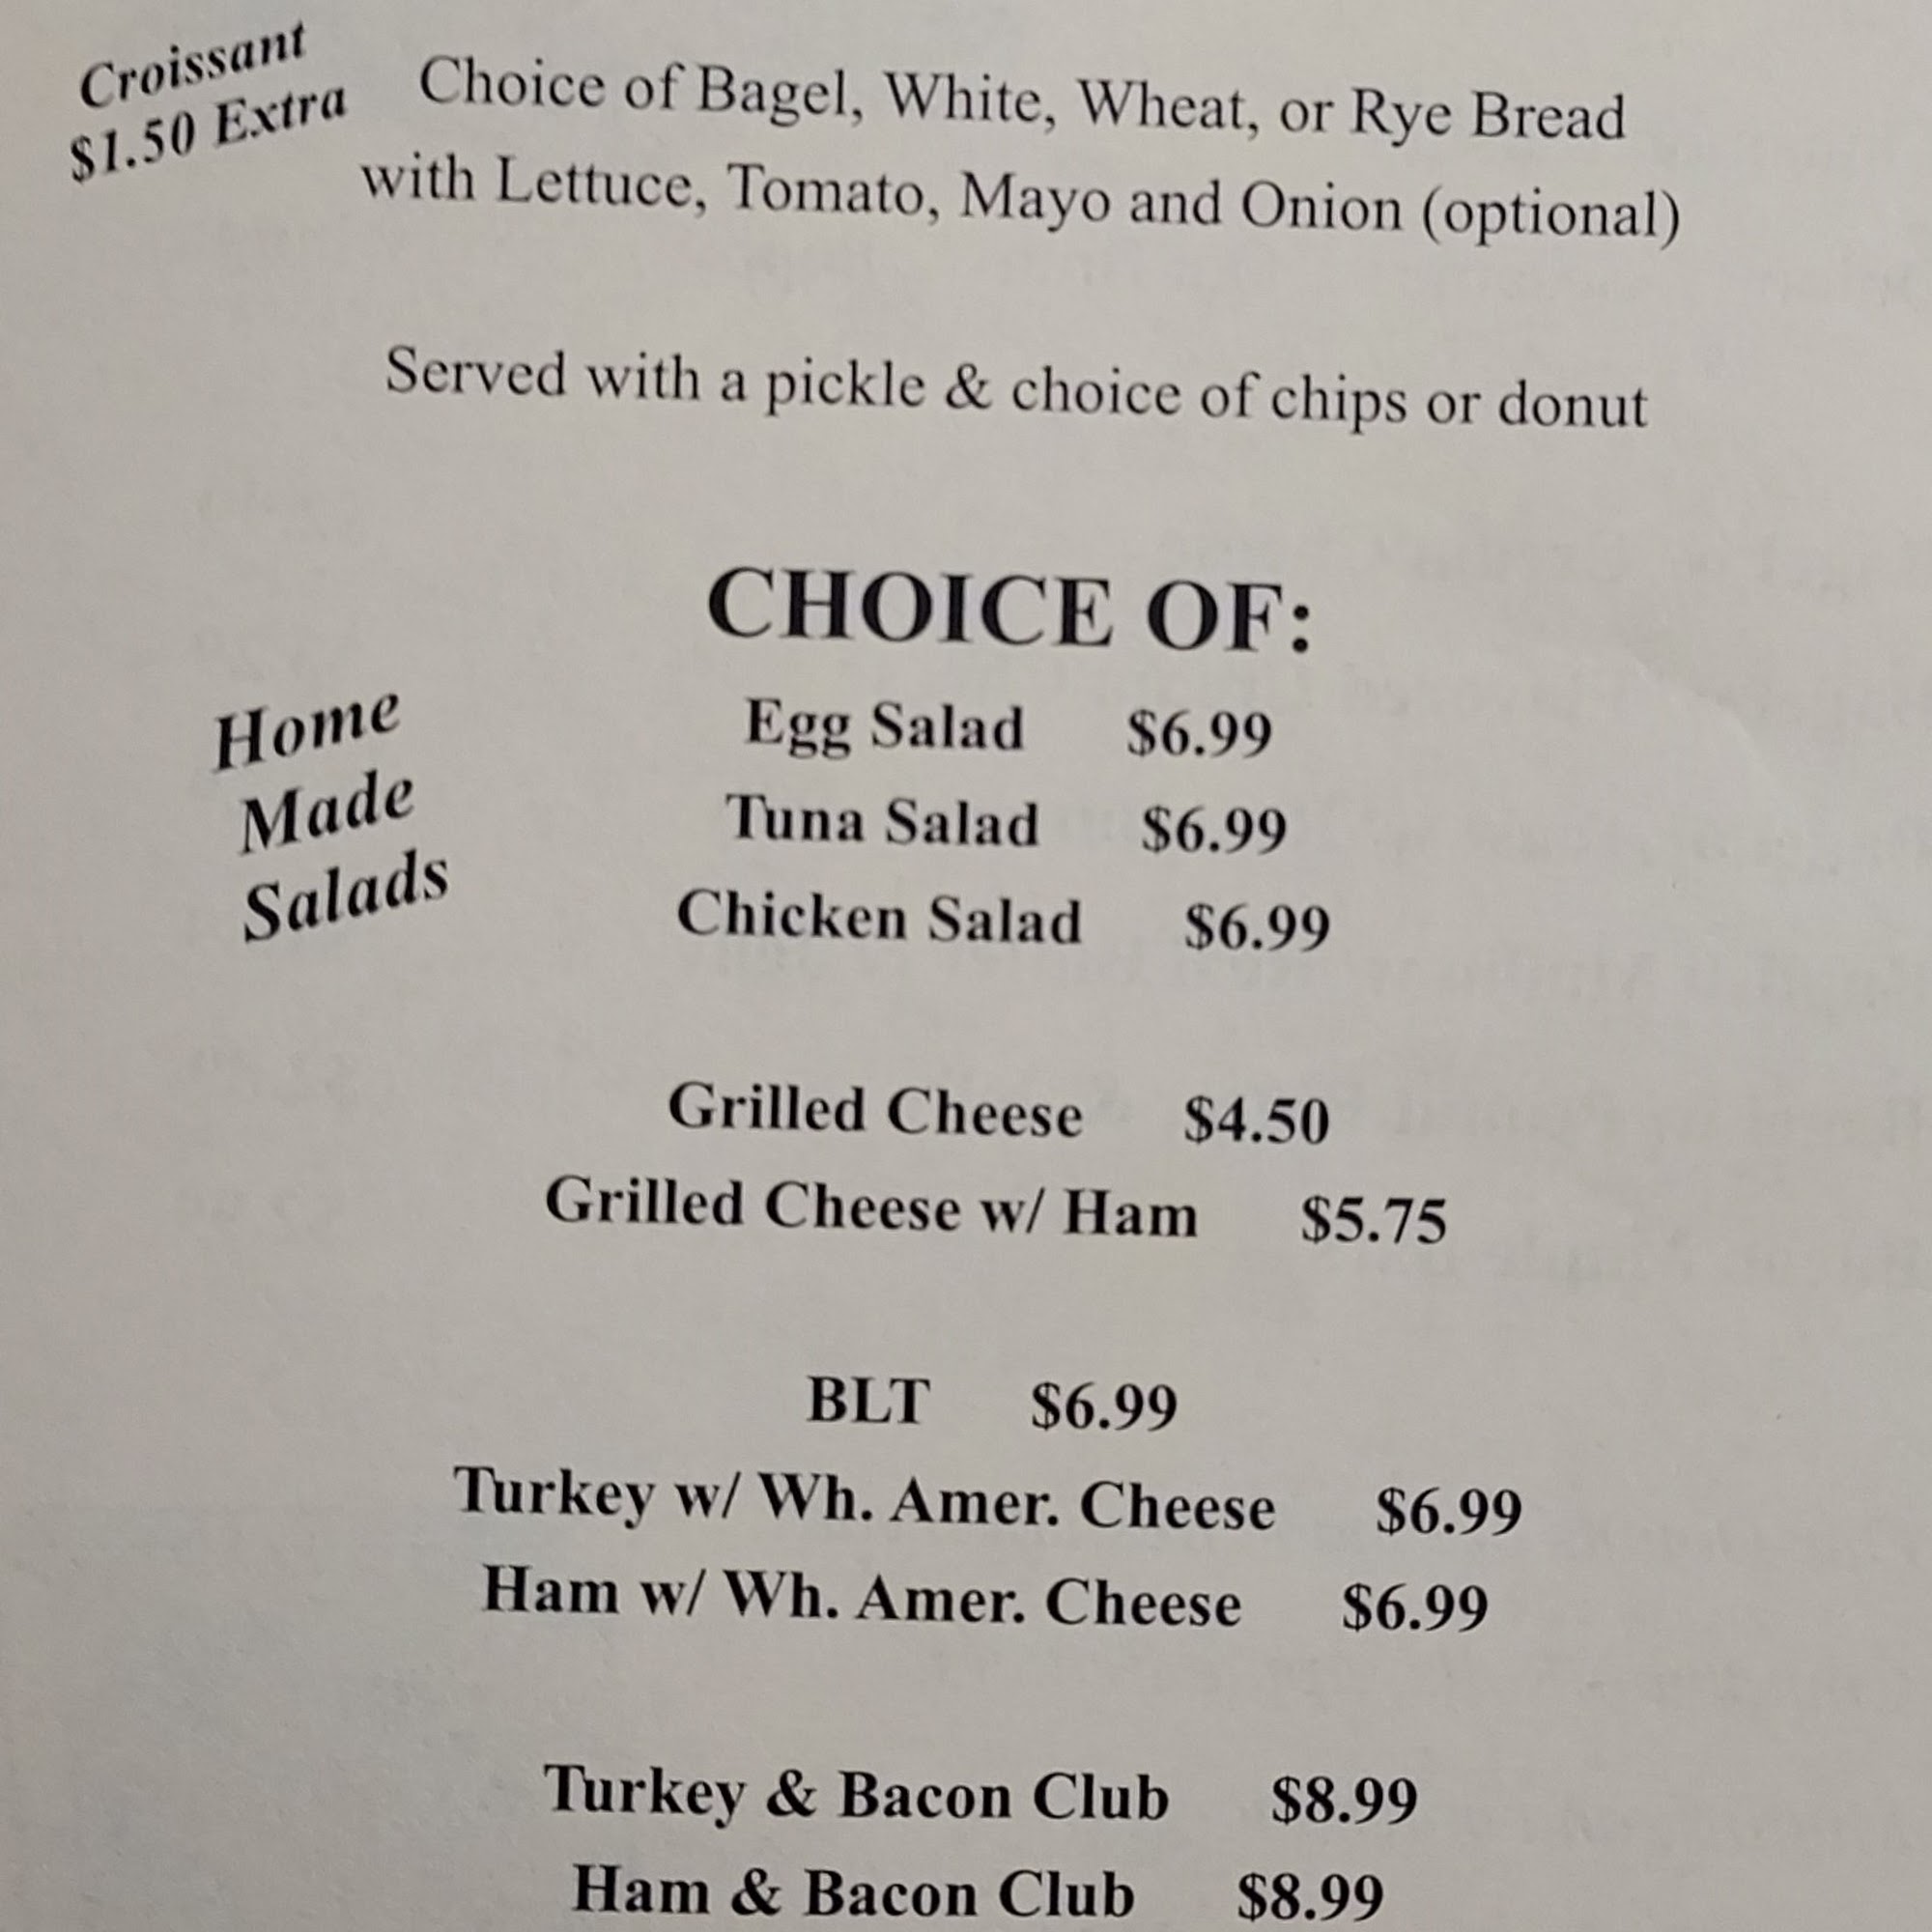 Croissant
$1.50 Extra
Choice of Bagel, White, Wheat, or Rye Bread
with Lettuce, Tomato, Mayo and Onion (optional)
Served with a pickle & choice of chips or donut
CHOICE OF:
Home
Made
Salads
Egg Salad $6.99
Tuna Salad $6.99
Chicken Salad $6.99
Grilled Cheese $4.50
Grilled Cheese w/ Ham $5.75
BLT $6.99
Turkey w/ Wh. Amer. Cheese $6.99
Ham w/ Wh. Amer. Cheese $6.99
Turkey & Bacon Club $8.99
Ham & Bacon Club $8.99